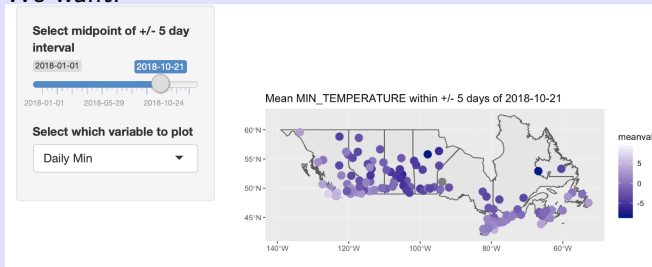 We want:
Select midpoint of +/- 5 day
interval
2018-01-01
2018-10-21
2018-01-01 2018-05-29 2018-10-24
Select which variable to plot
Daily Min
Mean MIN_TEMPERATURE within +/- 5 days of 2018-10-21
60°N
55°N
50°N
45°N
140°W 120°W 100°W 80°W 60°W
meanval
5
0
-5